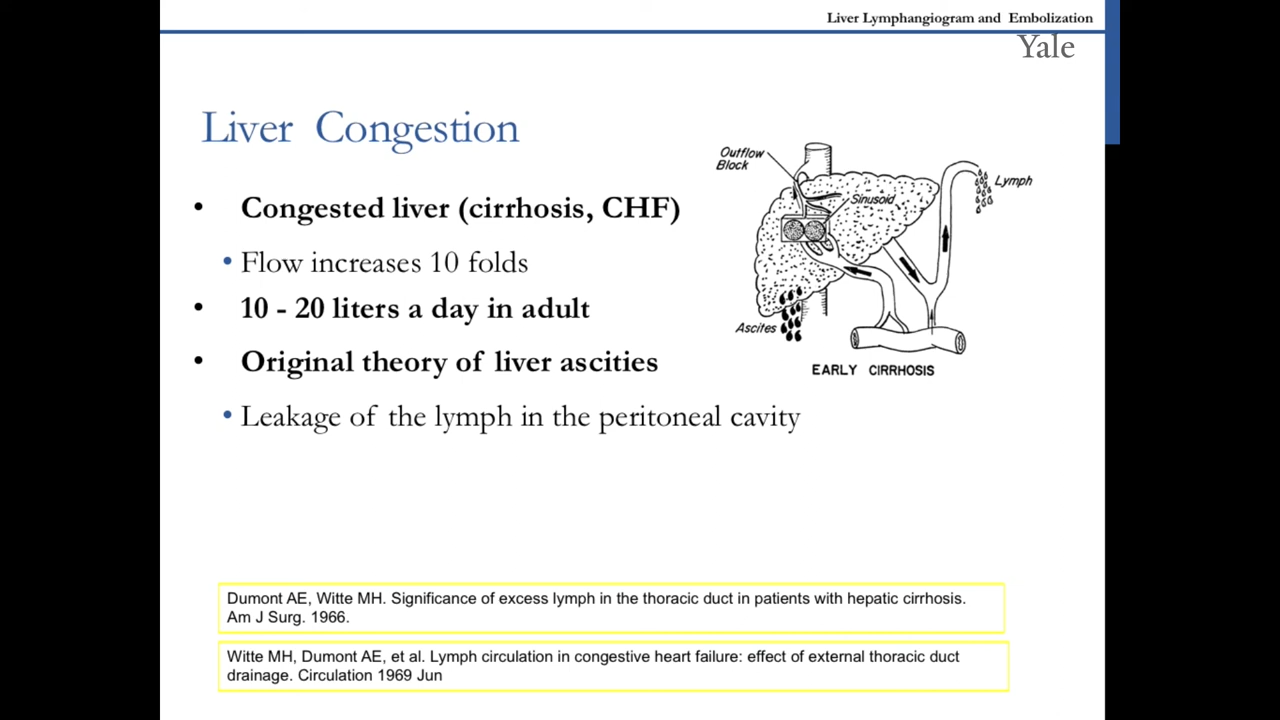 Liver Lymphangiogram and Embolization
Yale
Liver Congestion
• Congested liver (cirrhosis, CHF)
• Flow increases 10 folds
• 10 - 20 liters a day in adult
• Original theory of liver ascities
• Leakage of the lymph in the peritoneal cavity
Outflow
Block
Sinusoid
Lymph
Ascites
EARLY CIRRHOSIS
Dumont AE, Witte MH. Significance of excess lymph in the thoracic duct in patients with hepatic cirrhosis.
Am J Surg. 1966.
Witte MH, Dumont AE, et al. Lymph circulation in congestive heart failure: effect of external thoracic duct
drainage. Circulation 1969 Jun